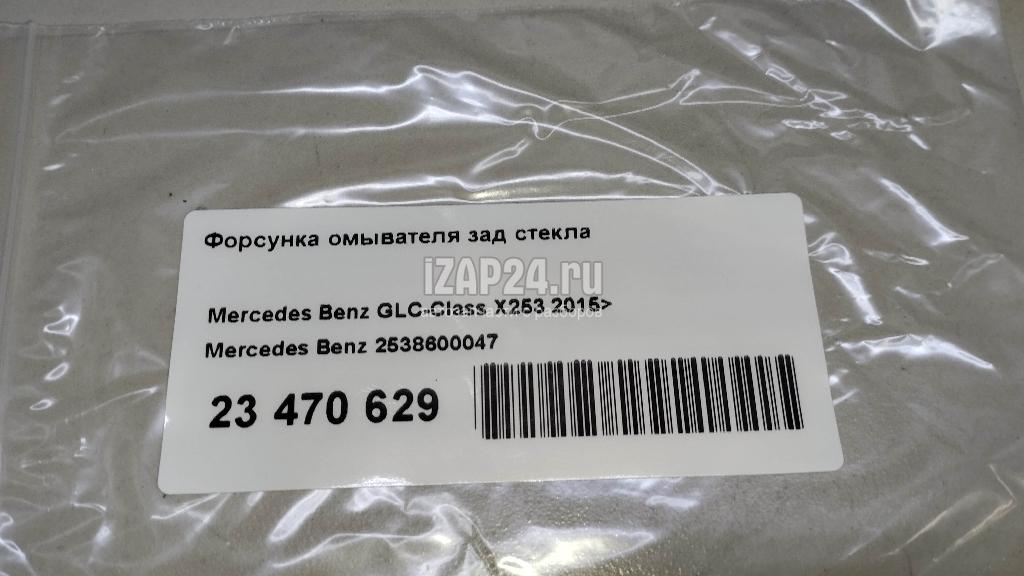 Форсунка омывателя зад стекла
iZAP24.ru
Mercedes Benz GLC-Class X253 2015>
Mercedes Benz 2538600047
23 470 629